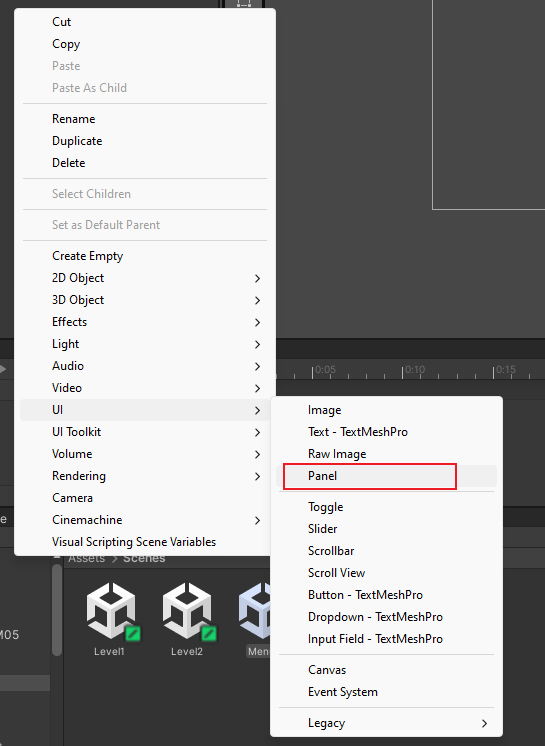 Cut
Copy
Paste
Paste As Child
Rename
Duplicate
Delete
Select Children
Set as Default Parent
Create Empty
2D Object
3D Object
Effects
Light
Audio
Video
UI
UI Toolkit
Volume
Rendering
Camera
Cinemachine
Visual Scripting Scene Variables
Image
Text - TextMeshPro
Raw Image
Panel
Toggle
Slider
Scrollbar
Scroll View
Button - TextMeshPro
Dropdown - TextMeshPro
Input Field - TextMeshPro
Canvas
Event System
Legacy
0:05 0:10 0:15
Assets > Scenes
M05
Level1 Level2